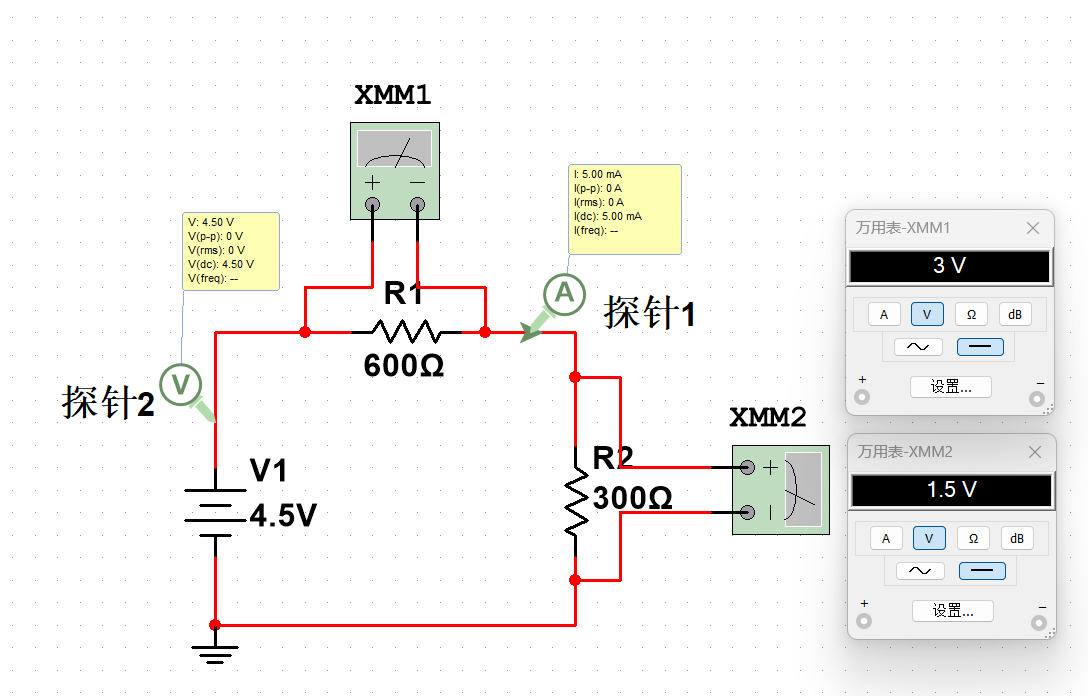 XMM1
I: 5.00 mA
I(p-p): 0 A
I(rms): 0 A
I(dc): 5.00 mA
I(freq): --
V: 4.50 V
V(p-p): 0 V
V(rms): 0 V
V(dc): 4.50 V
V(freq): --
R1
600Ω
A
探针1
V
探针2
V1
4.5V
XMM2
R2
300Ω
万用表-XMM1
3 V
A V Ω dB
+ −
设置...
万用表-XMM2
1.5 V
A V Ω dB
+ −
设置...